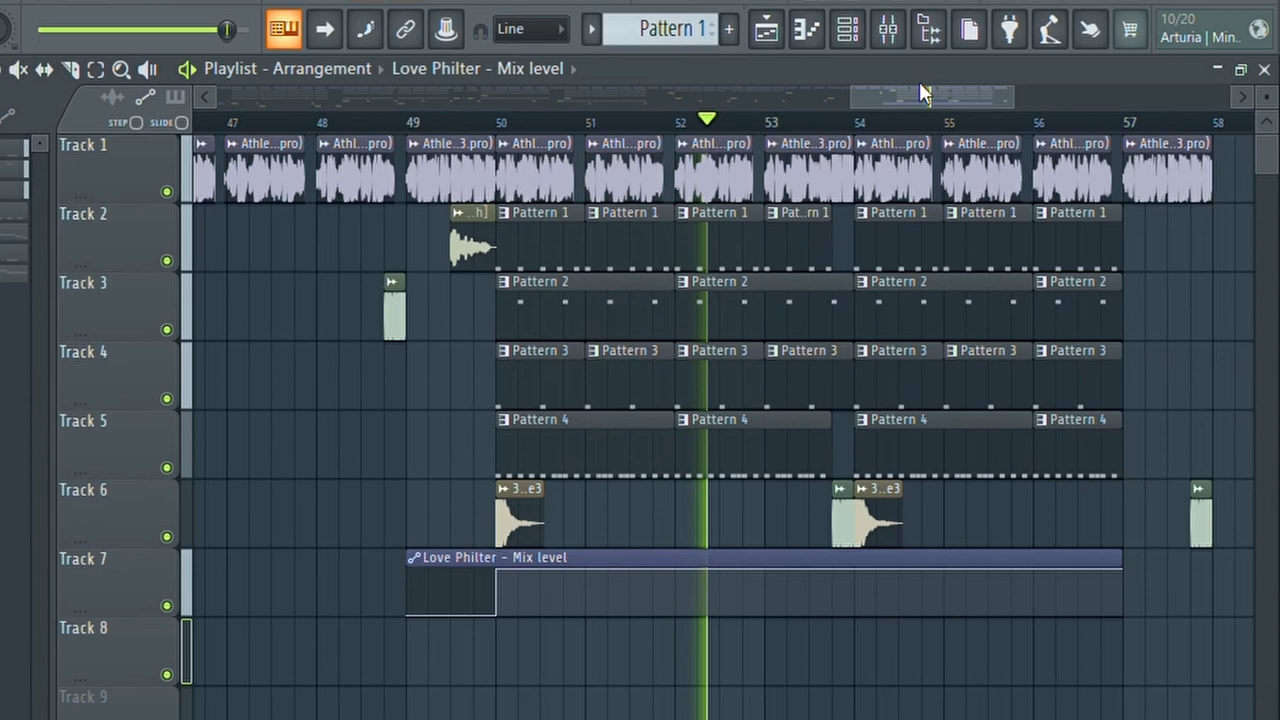 Line
Pattern 1
+
10/20
Arturia | Min..
Playlist - Arrangement
Love Philter - Mix level
STEP
SLIDE
47 48 49 50 51 52 53 54 55 56 57 58
Track 1
Athle...pro) Athl...pro) Athle..3.pro) Athl...pro) Athl...pro) Athl...pro) Athle..3.pro) Athl...pro) Athle...pro) Athl...pro) Athle..3.pro)
Track 2
..h] Pattern 1 Pattern 1 Pattern 1 Pat..rn 1 Pattern 1 Pattern 1 Pattern 1
Track 3
Pattern 2 Pattern 2 Pattern 2 Pattern 2
Track 4
Pattern 3 Pattern 3 Pattern 3 Pattern 3 Pattern 3 Pattern 3 Pattern 3
Track 5
Pattern 4 Pattern 4 Pattern 4 Pattern 4
Track 6
3..e3 3..e3
Track 7
Love Philter - Mix level
Track 8
Track 9